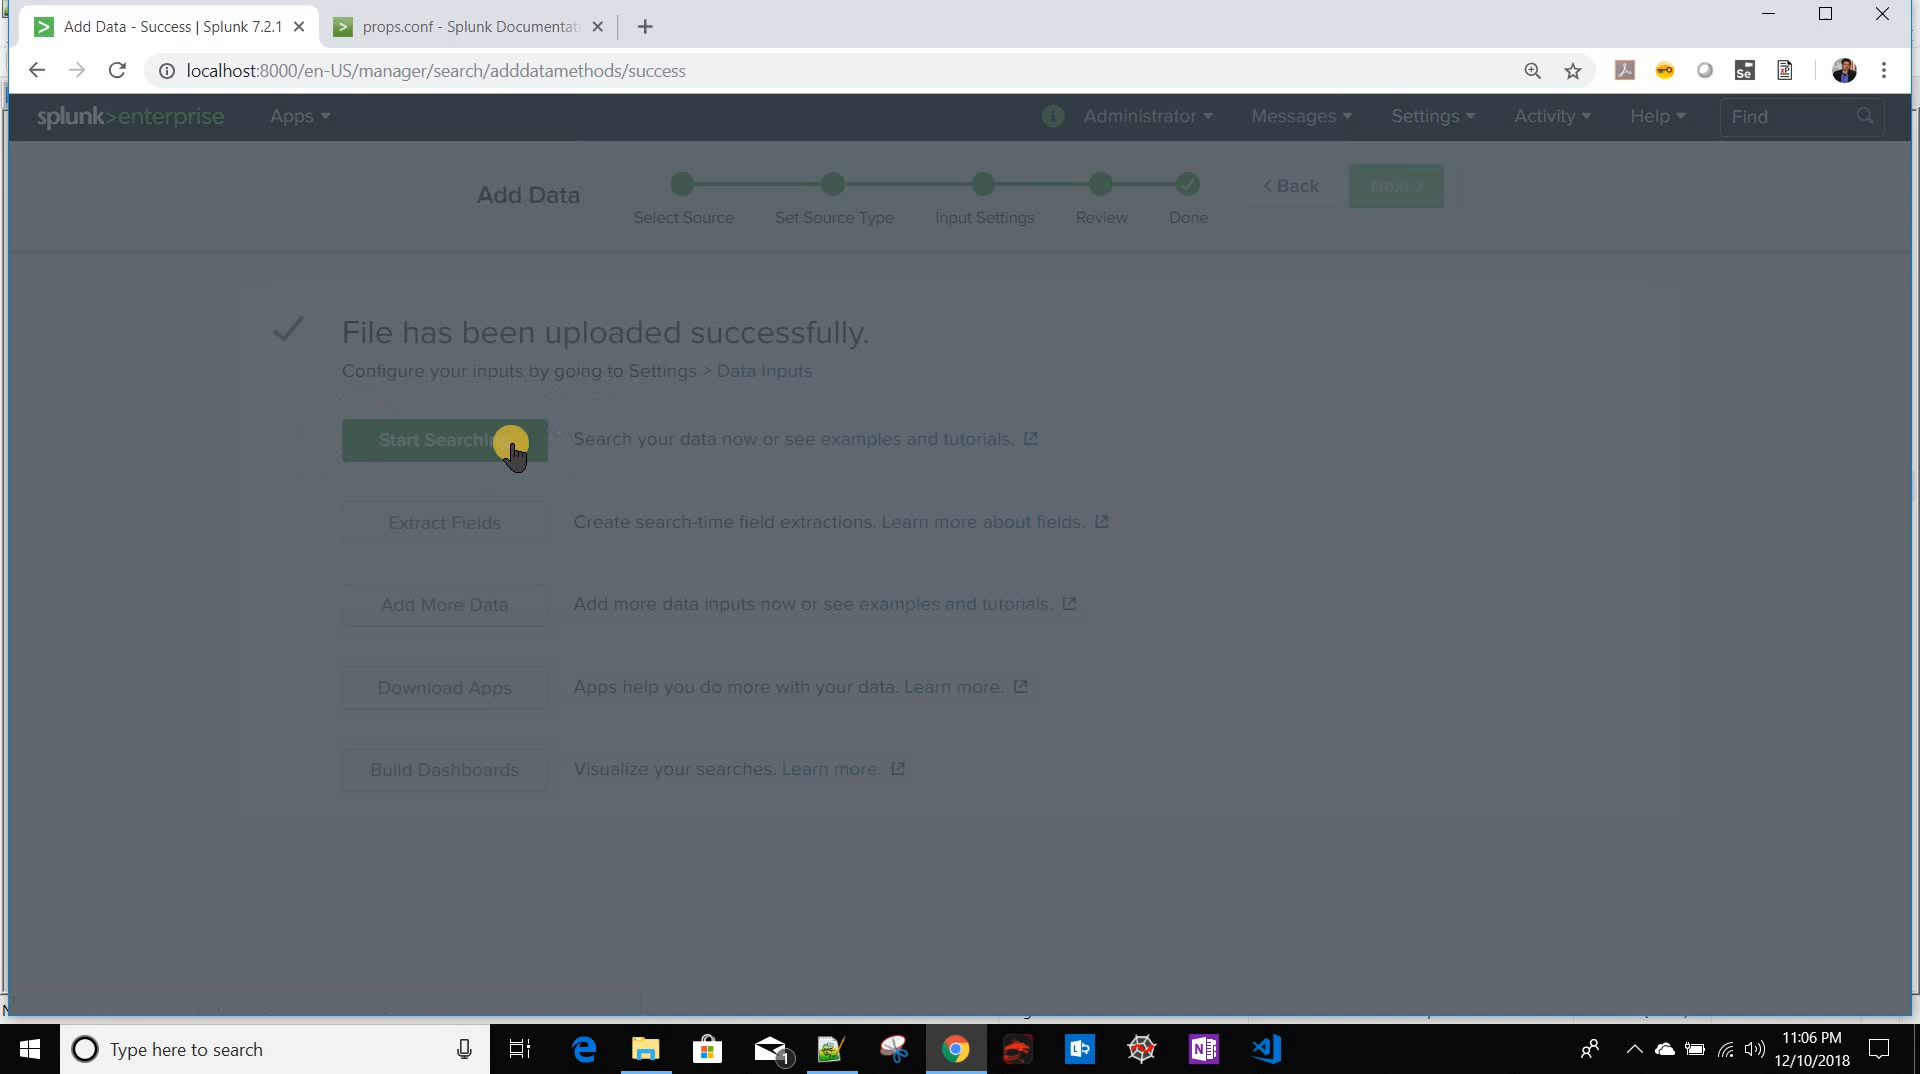 Add Data - Success | Splunk 7.2.1
props.conf - Splunk Documentat
localhost:8000/en-US/manager/search/adddatamethods/success
splunk>enterprise
Apps
Administrator
Messages
Settings
Activity
Help
Find
Add Data
Select Source
Set Source Type
Input Settings
Review
Done
< Back
Next >
File has been uploaded successfully.
Configure your inputs by going to Settings > Data Inputs
Start Searchi
Search your data now or see examples and tutorials.
Extract Fields
Create search-time field extractions. Learn more about fields.
Add More Data
Add more data inputs now or see examples and tutorials.
Download Apps
Apps help you do more with your data. Learn more.
Build Dashboards
Visualize your searches. Learn more.
Type here to search
1
11:06 PM
12/10/2018